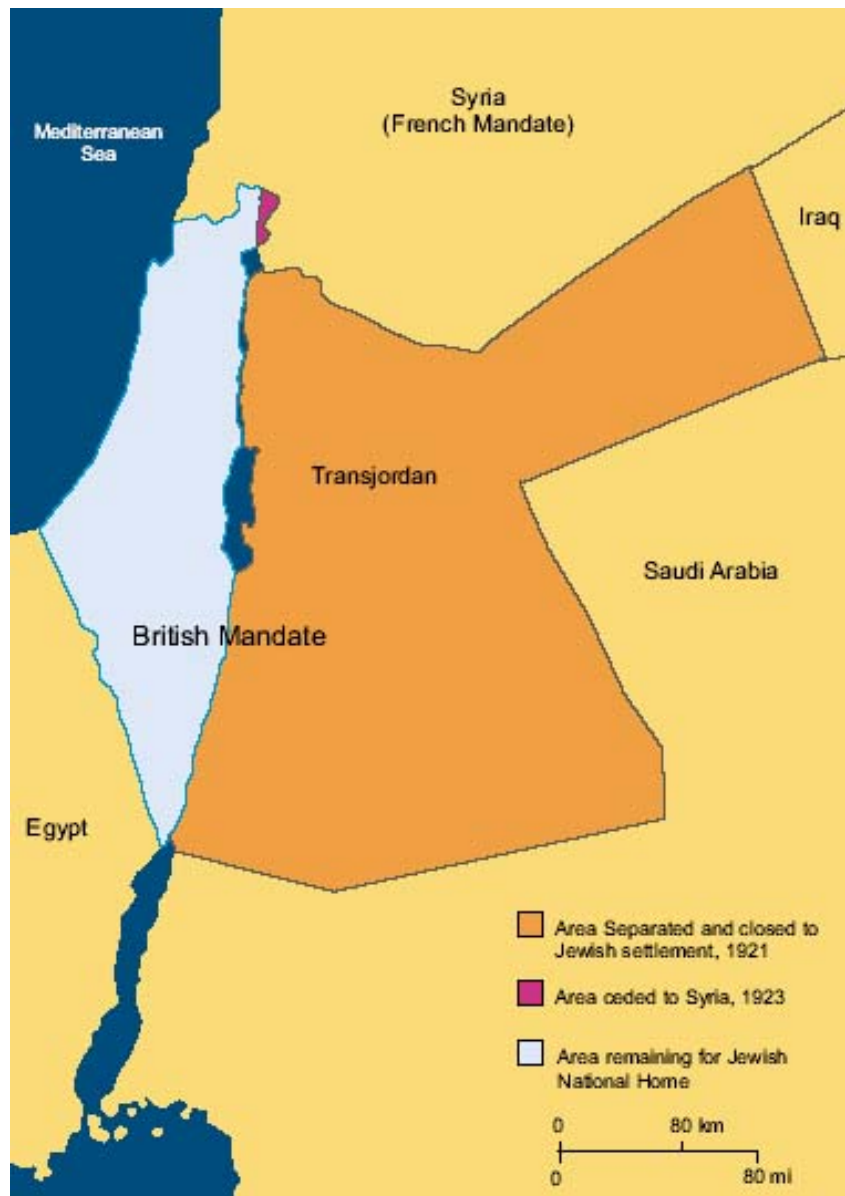 Syria
(French Mandate)
Mediterranean
Sea
Iraq
Transjordan
Saudi Arabia
British Mandate
Egypt
Area Separated and closed to
Jewish settlement, 1921
Area ceded to Syria, 1923
Area remaining for Jewish
National Home
0 80 km
0 80 mi